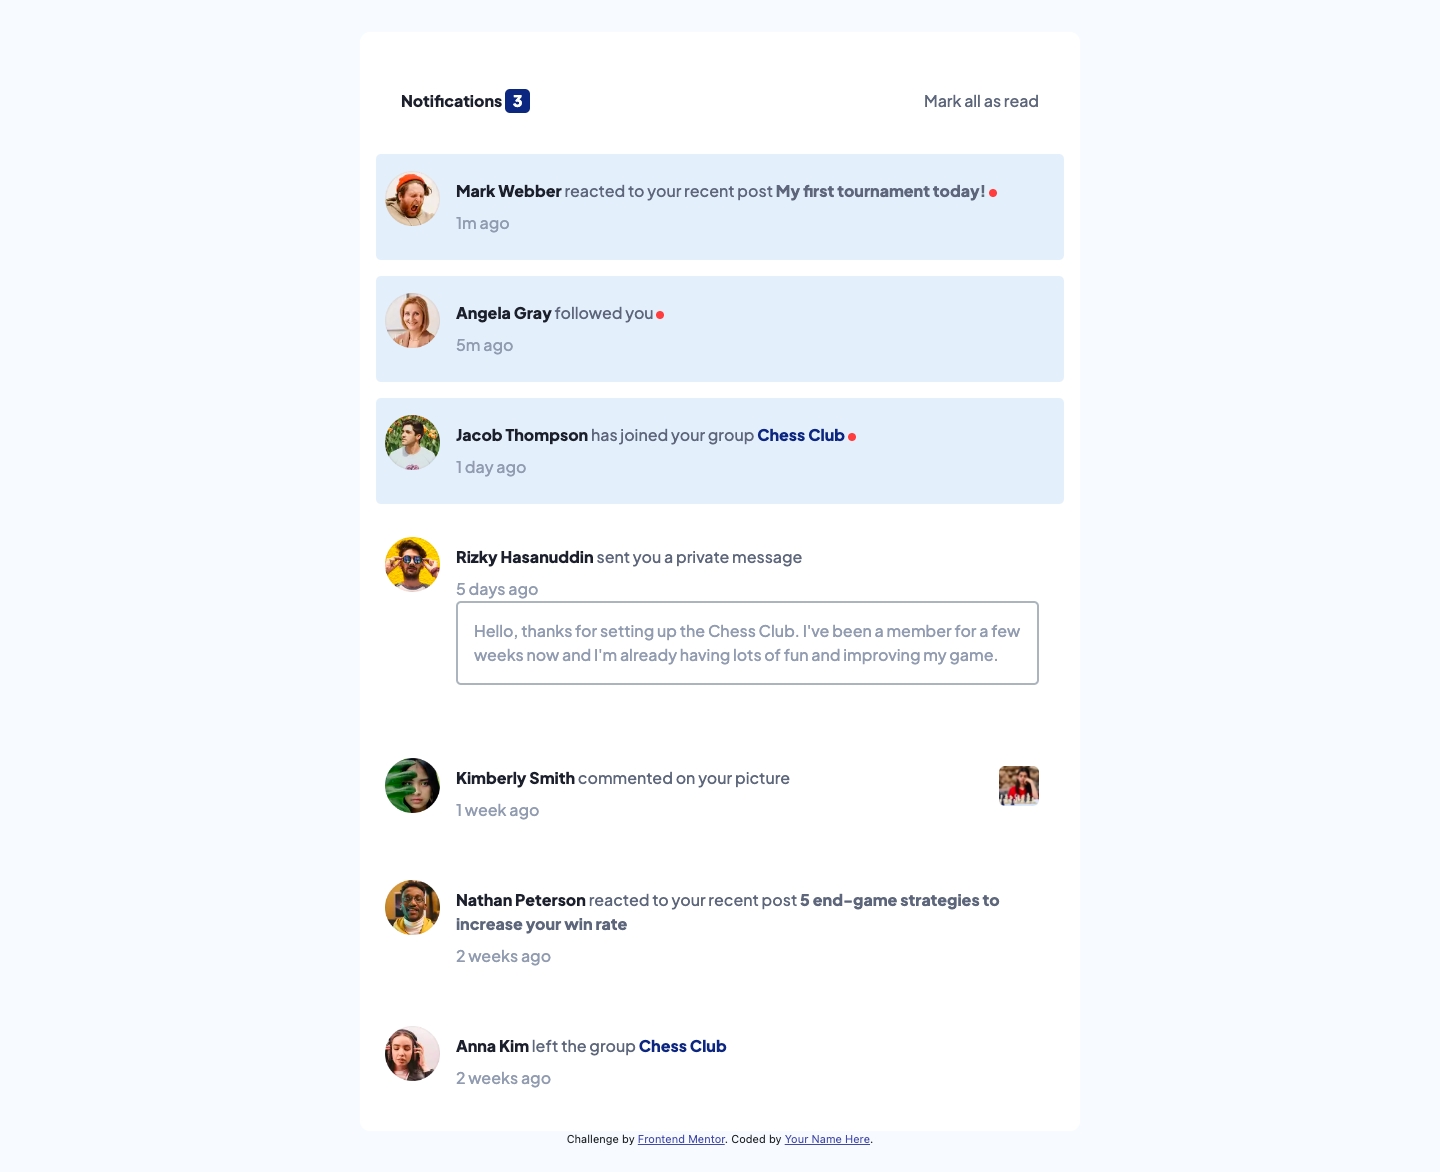 Notifications 3
Mark all as read
Mark Webber reacted to your recent post My first tournament today!
1m ago
Angela Gray followed you
5m ago
Jacob Thompson has joined your group Chess Club
1 day ago
Rizky Hasanuddin sent you a private message
5 days ago
Hello, thanks for setting up the Chess Club. I've been a member for a few
weeks now and I'm already having lots of fun and improving my game.
Kimberly Smith commented on your picture
1 week ago
Nathan Peterson reacted to your recent post 5 end-game strategies to
increase your win rate
2 weeks ago
Anna Kim left the group Chess Club
2 weeks ago
Challenge by Frontend Mentor. Coded by Your Name Here.